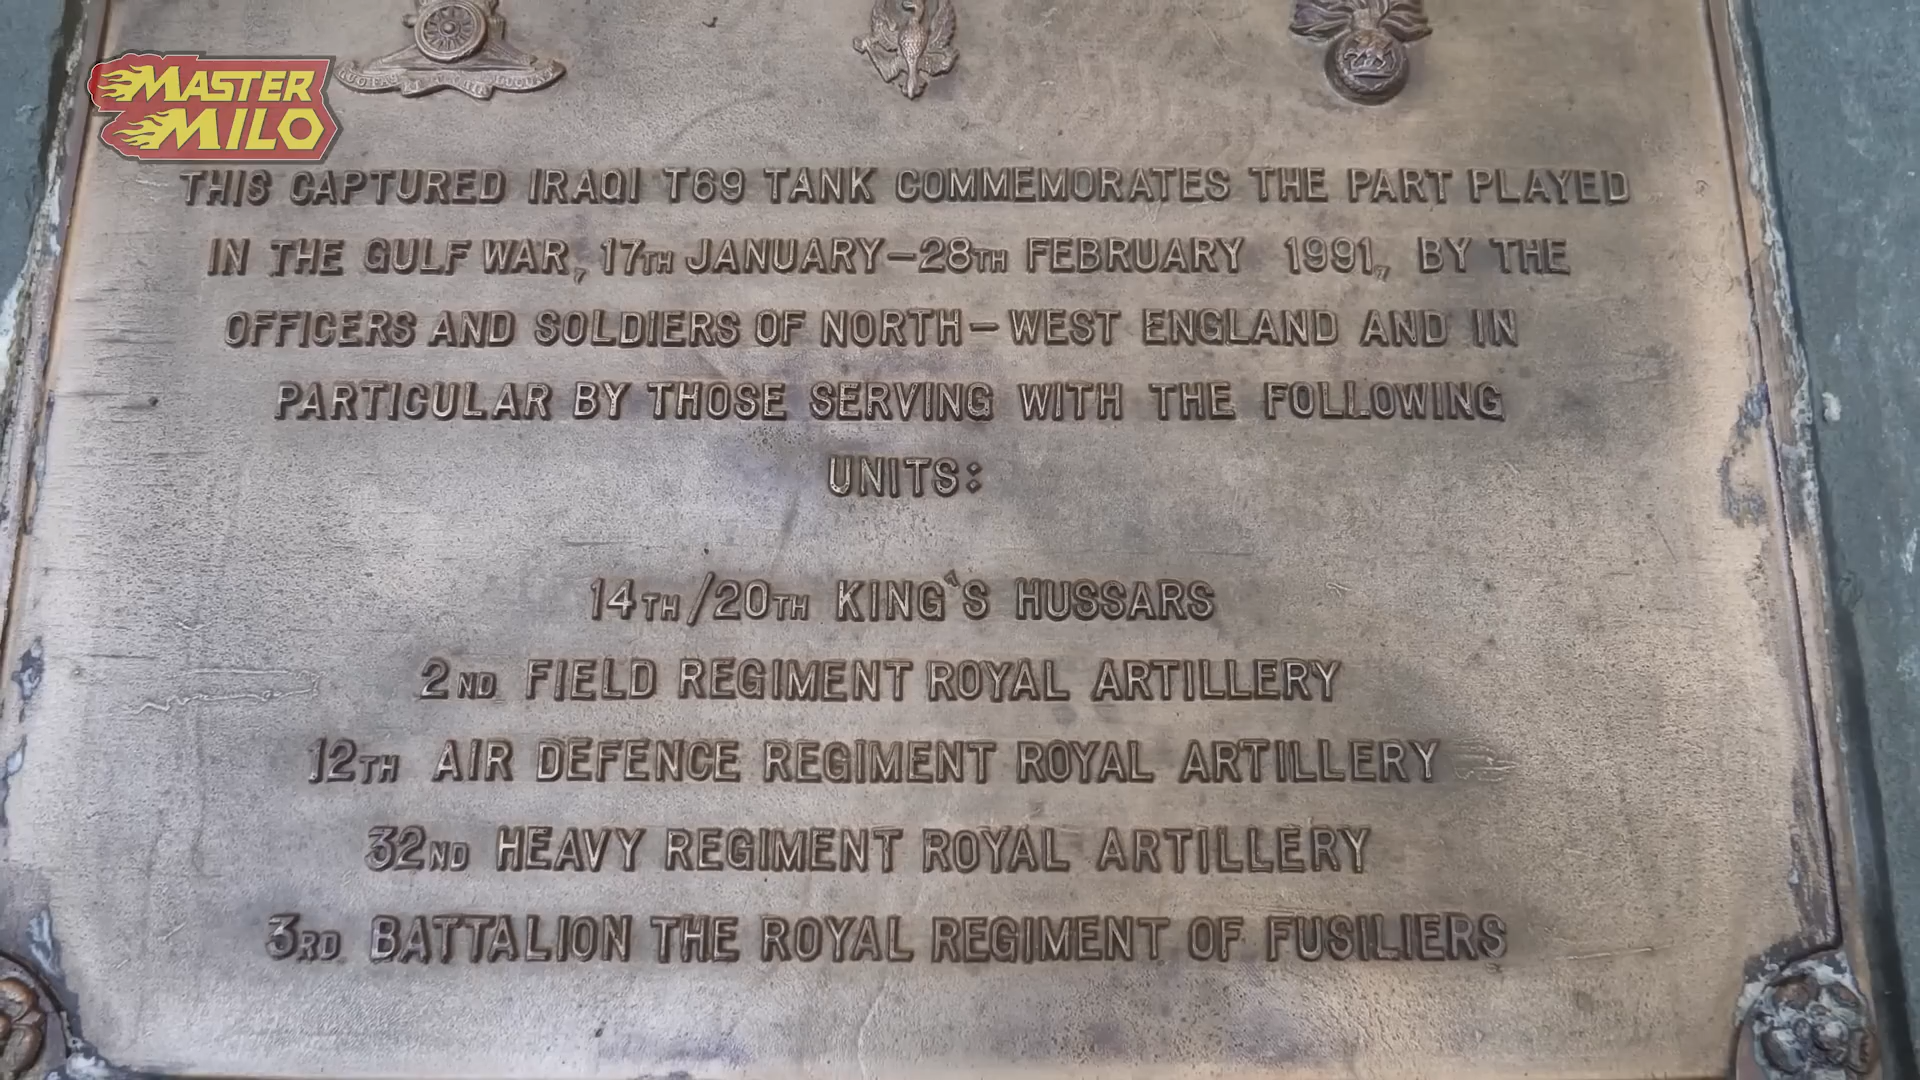 MASTER
MILO
THIS CAPTURED IRAQI T69 TANK COMMEMORATES THE PART PLAYED
IN THE GULF WAR, 17TH JANUARY–28TH FEBRUARY 1991, BY THE
OFFICERS AND SOLDIERS OF NORTH–WEST ENGLAND AND IN
PARTICULAR BY THOSE SERVING WITH THE FOLLOWING
UNITS:
14TH/20TH KING'S HUSSARS
2ND FIELD REGIMENT ROYAL ARTILLERY
12TH AIR DEFENCE REGIMENT ROYAL ARTILLERY
32ND HEAVY REGIMENT ROYAL ARTILLERY
3RD BATTALION THE ROYAL REGIMENT OF FUSILIERS